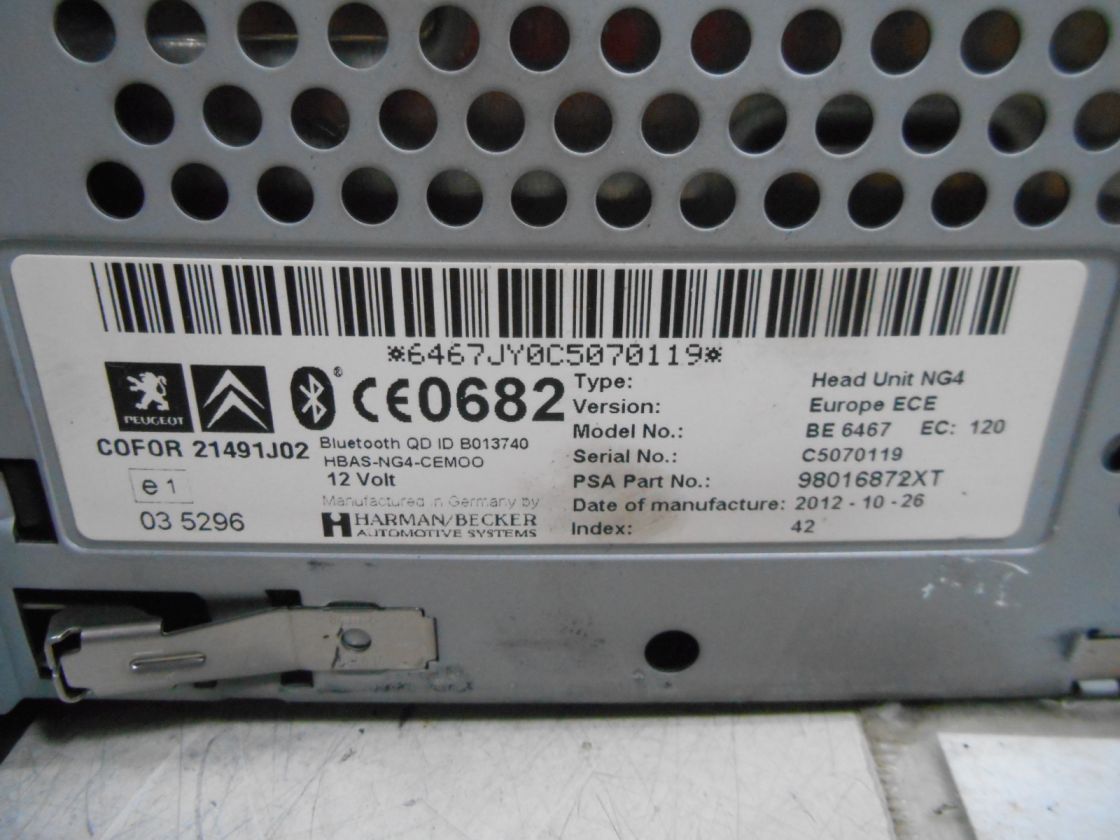 *6467JY0C5070119*
PEUGEOT
® CE0682
COFOR 21491J02
Bluetooth QD ID B013740
HBAS-NG4-CEMOO
12 Volt
e1
03 5296
Manufactured in Germany by
HARMAN/BECKER
AUTOMOTIVE SYSTEMS
Type: Head Unit NG4
Version: Europe ECE
Model No.: BE 6467 EC: 120
Serial No.: C5070119
PSA Part No.: 98016872XT
Date of manufacture: 2012 - 10 - 26
Index: 42